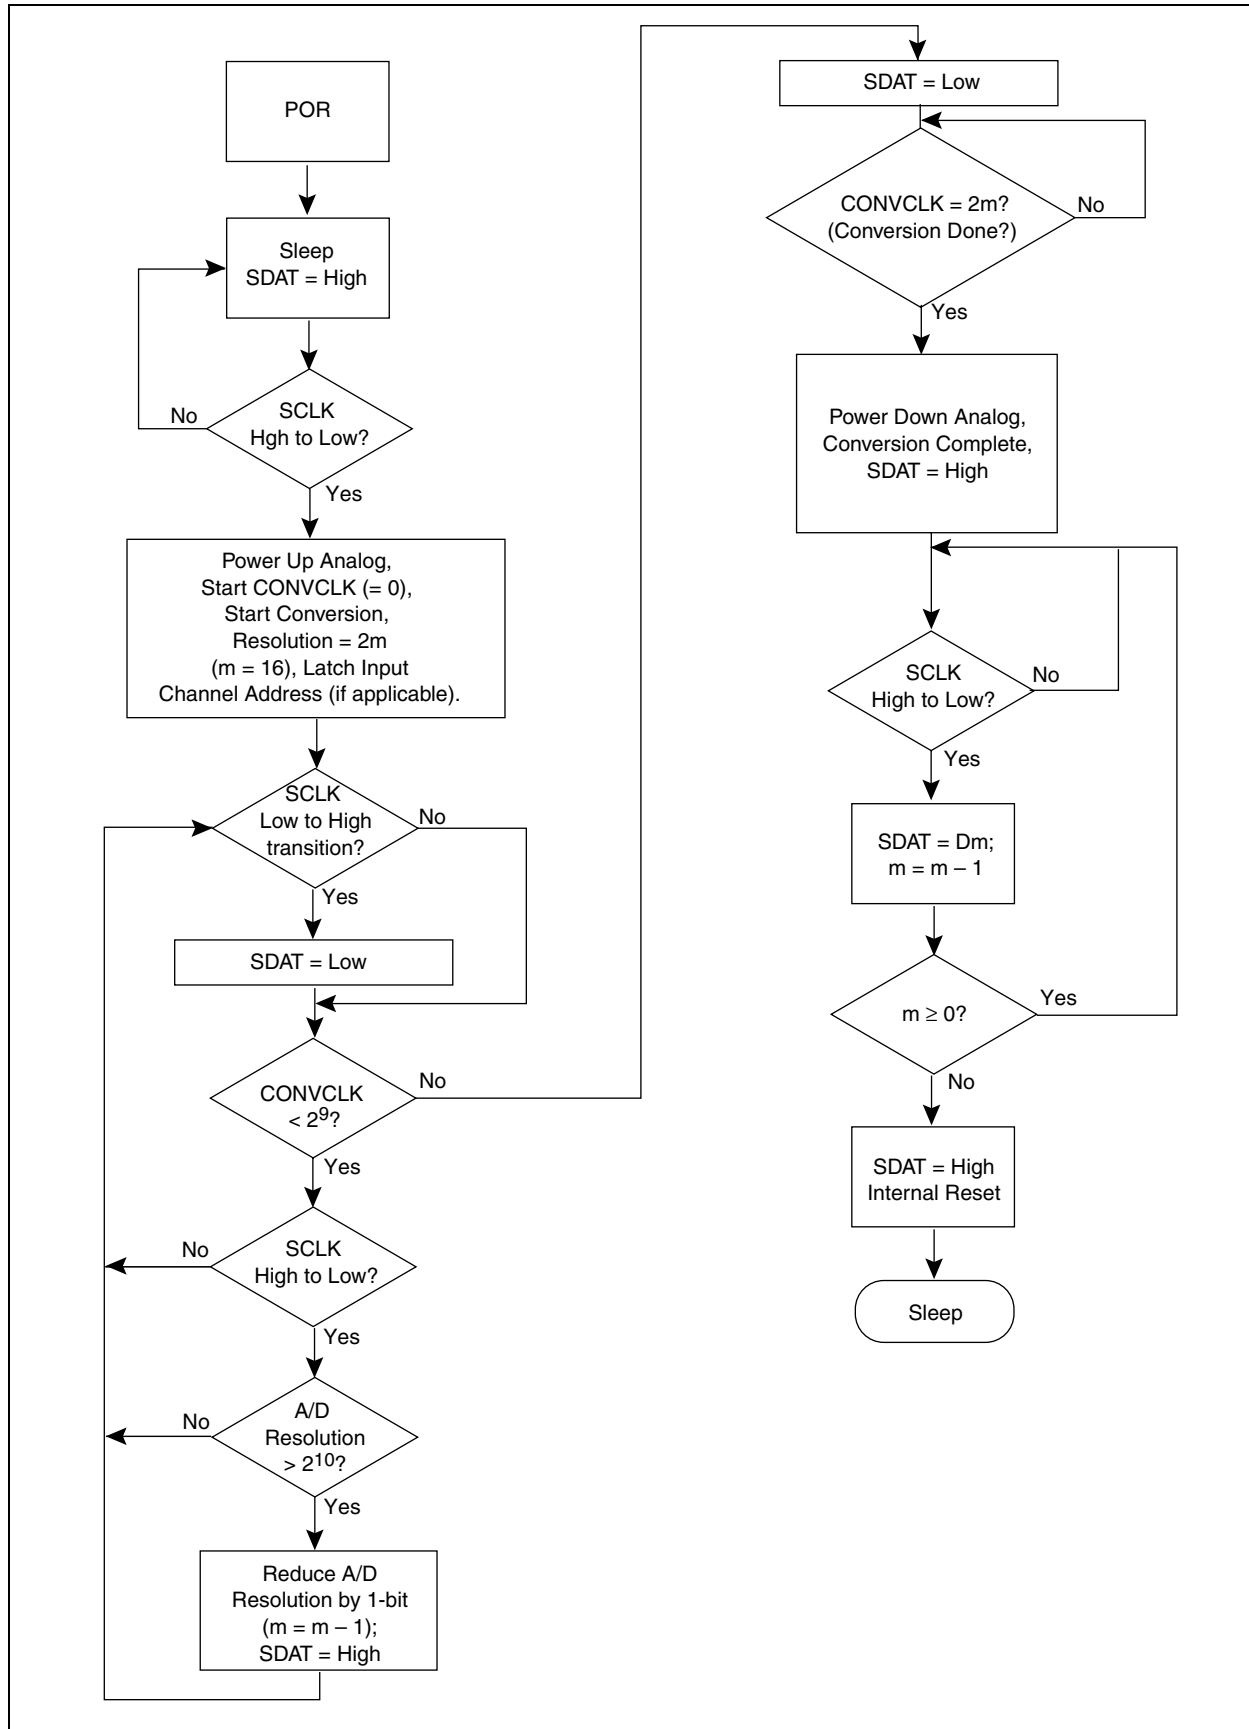 POR
Sleep
SDAT = High
SCLK
Hgh to Low?
No
Yes
Power Up Analog,
Start CONVCLK (= 0),
Start Conversion,
Resolution = 2m
(m = 16), Latch Input
Channel Address (if applicable).
SCLK
Low to High
transition?
No
Yes
SDAT = Low
CONVCLK
< 2⁹?
No
Yes
SCLK
High to Low?
No
Yes
A/D
Resolution
> 2¹⁰?
No
Yes
Reduce A/D
Resolution by 1-bit
(m = m – 1);
SDAT = High
SDAT = Low
CONVCLK = 2m?
(Conversion Done?)
No
Yes
Power Down Analog,
Conversion Complete,
SDAT = High
SCLK
High to Low?
No
Yes
SDAT = Dm;
m = m – 1
m ≥ 0?
Yes
No
SDAT = High
Internal Reset
Sleep